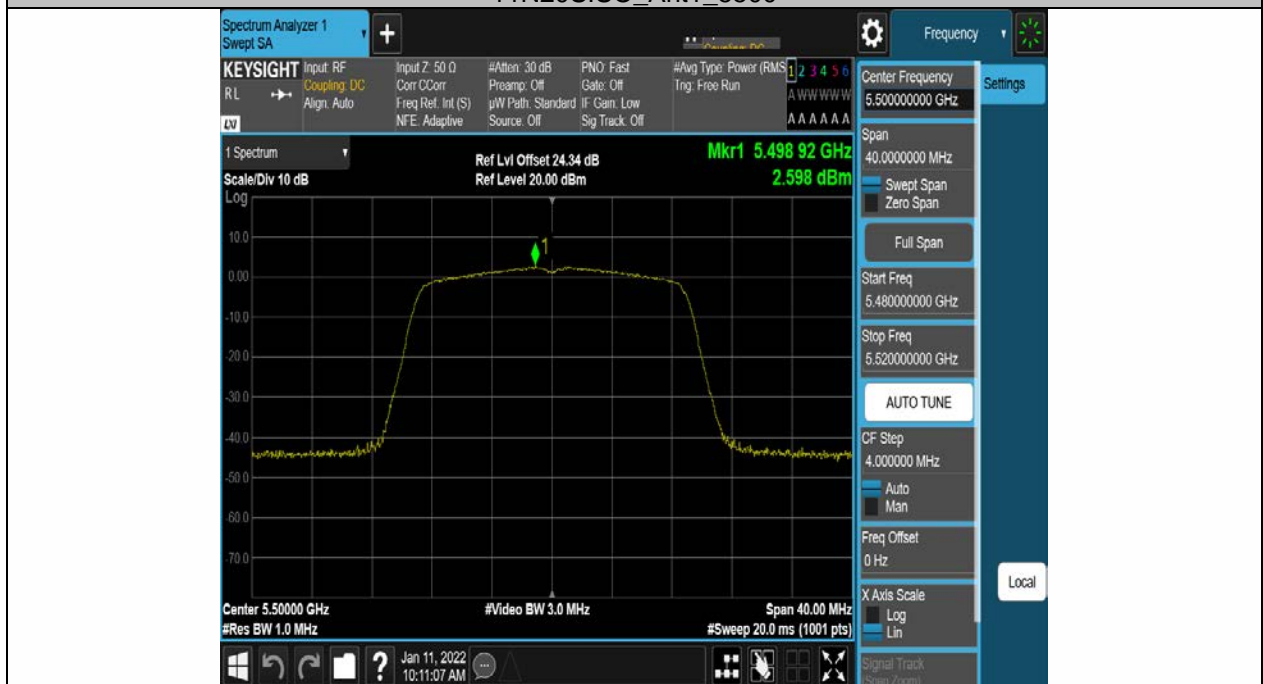 Spectrum Analyzer 1
Swept SA
+
Frequency
KEYSIGHT
RL
LXI
Input: RF
Coupling: DC
Align: Auto
Input Z: 50 Ω
Corr CCorr
Freq Ref: Int (S)
NFE: Adaptive
#Atten: 30 dB
Preamp: Off
µW Path: Standard
Source: Off
PNO: Fast
Gate: Off
IF Gain: Low
Sig Track: Off
#Avg Type: Power (RMS
Trig: Free Run
1 2 3 4 5 6
A W W W W W
A A A A A A
1 Spectrum
Scale/Div 10 dB
Log
Ref Lvl Offset 24.34 dB
Ref Level 20.00 dBm
Mkr1 5.498 92 GHz
2.598 dBm
1
10.0
0.00
-10.0
-20.0
-30.0
-40.0
-50.0
-60.0
-70.0
Center 5.50000 GHz
#Res BW 1.0 MHz
#Video BW 3.0 MHz
Span 40.00 MHz
#Sweep 20.0 ms (1001 pts)
Center Frequency
5.500000000 GHz
Settings
Span
40.0000000 MHz
Swept Span
Zero Span
Full Span
Start Freq
5.480000000 GHz
Stop Freq
5.520000000 GHz
AUTO TUNE
CF Step
4.000000 MHz
Auto
Man
Freq Offset
0 Hz
X Axis Scale
Log
Lin
Local
Signal Track
(Span Zoom)
?
Jan 11, 2022
10:11:07 AM